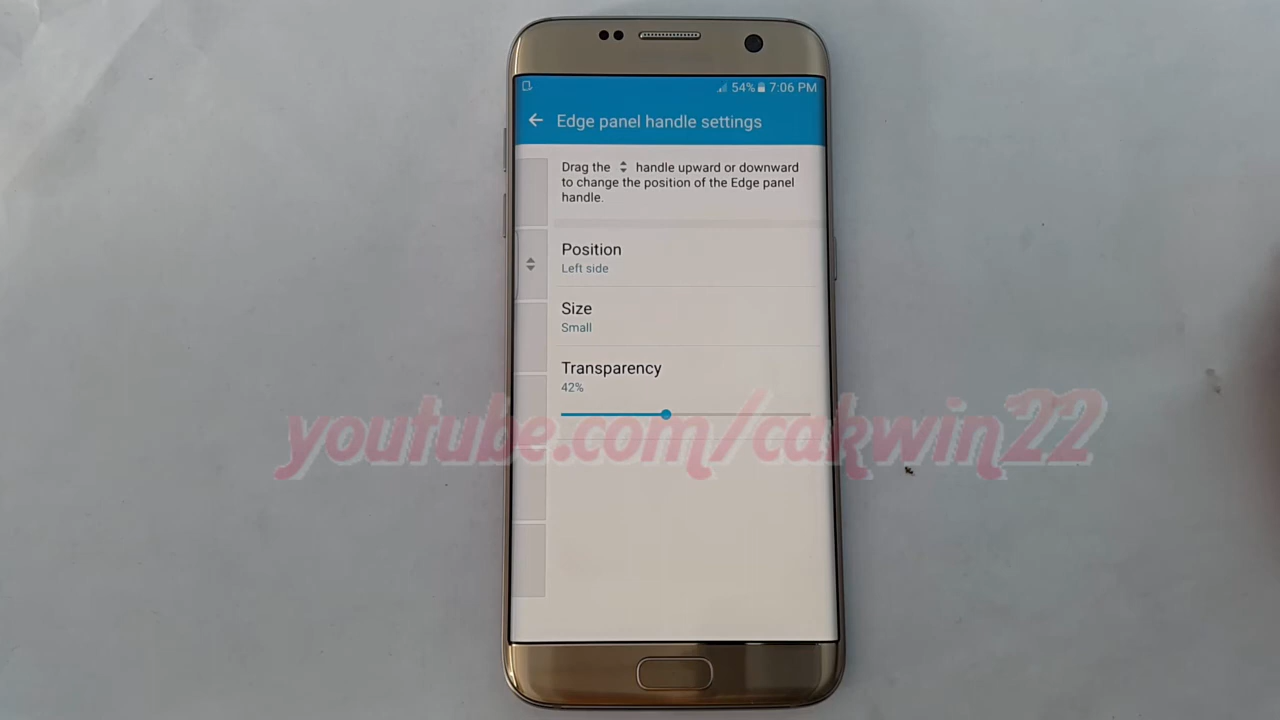 54% 7:06 PM
Edge panel handle settings
Drag the handle upward or downward
to change the position of the Edge panel
handle.
Position
Left side
Size
Small
Transparency
42%
youtube.com/cakwin22